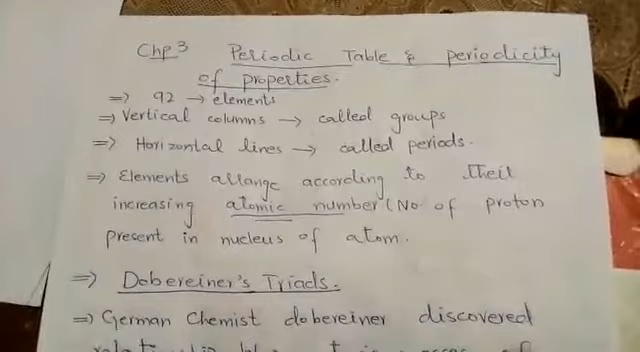 Chp 3 Periodic Table & periodicity
of properties.
=> 92 → elements
=> Vertical columns → called groups
=> Horizontal lines → called periods.
=> Elements arrange according to their
increasing atomic number (No. of proton
present in nucleus of atom.
=> Dobereiner's Triads.
=> German Chemist dobereiner discovered